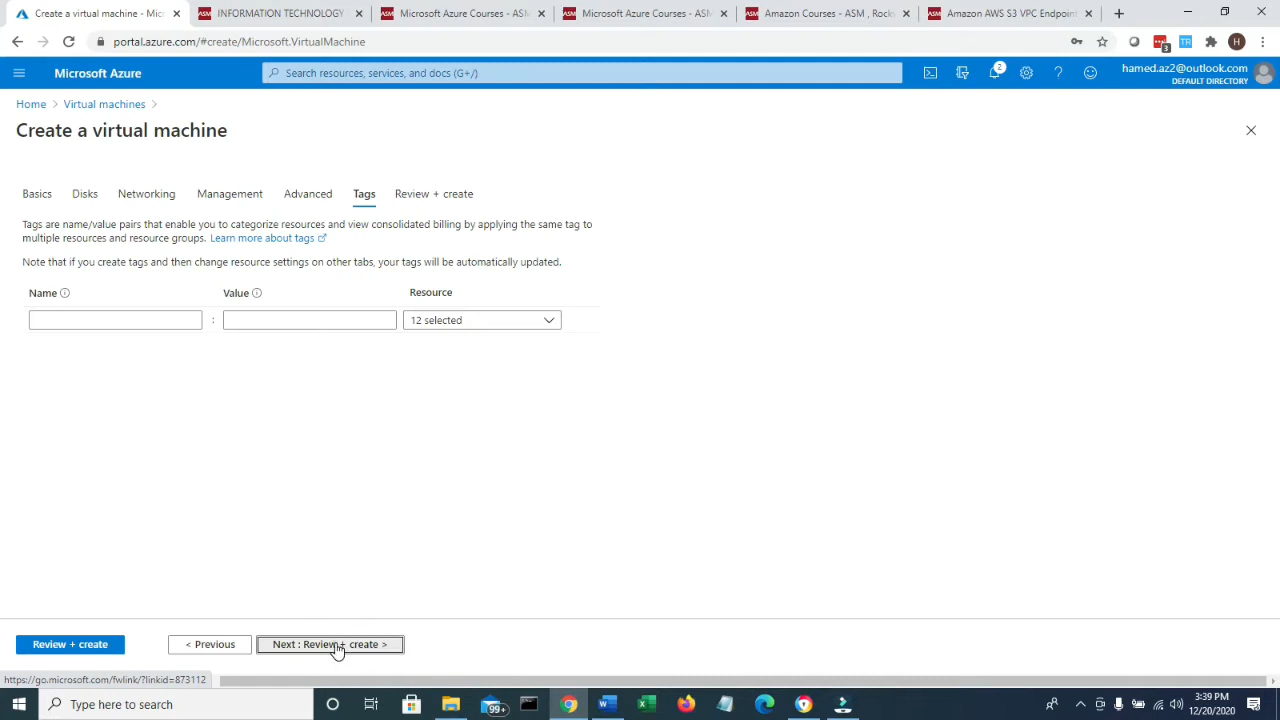 Create a virtual machine - Mic
INFORMATION TECHNOLOGY
Microsoft Azure Courses - ASM
Microsoft Azure Courses - ASM
Amazon Courses - ASM , Rock
Amazon AWS S3 VPC Endpoint
portal.azure.com/#create/Microsoft.VirtualMachine
3
TR
H
Microsoft Azure
Search resources, services, and docs (G+/)
2
hamed.az2@outlook.com
DEFAULT DIRECTORY
Home > Virtual machines >
Create a virtual machine
Basics Disks Networking Management Advanced Tags Review + create
Tags are name/value pairs that enable you to categorize resources and view consolidated billing by applying the same tag to
multiple resources and resource groups. Learn more about tags
Note that if you create tags and then change resource settings on other tabs, your tags will be automatically updated.
Name Value Resource
: 12 selected
Review + create < Previous Next : Review + create >
https://go.microsoft.com/fwlink/?linkid=873112
Type here to search
99+
3:39 PM
12/20/2020